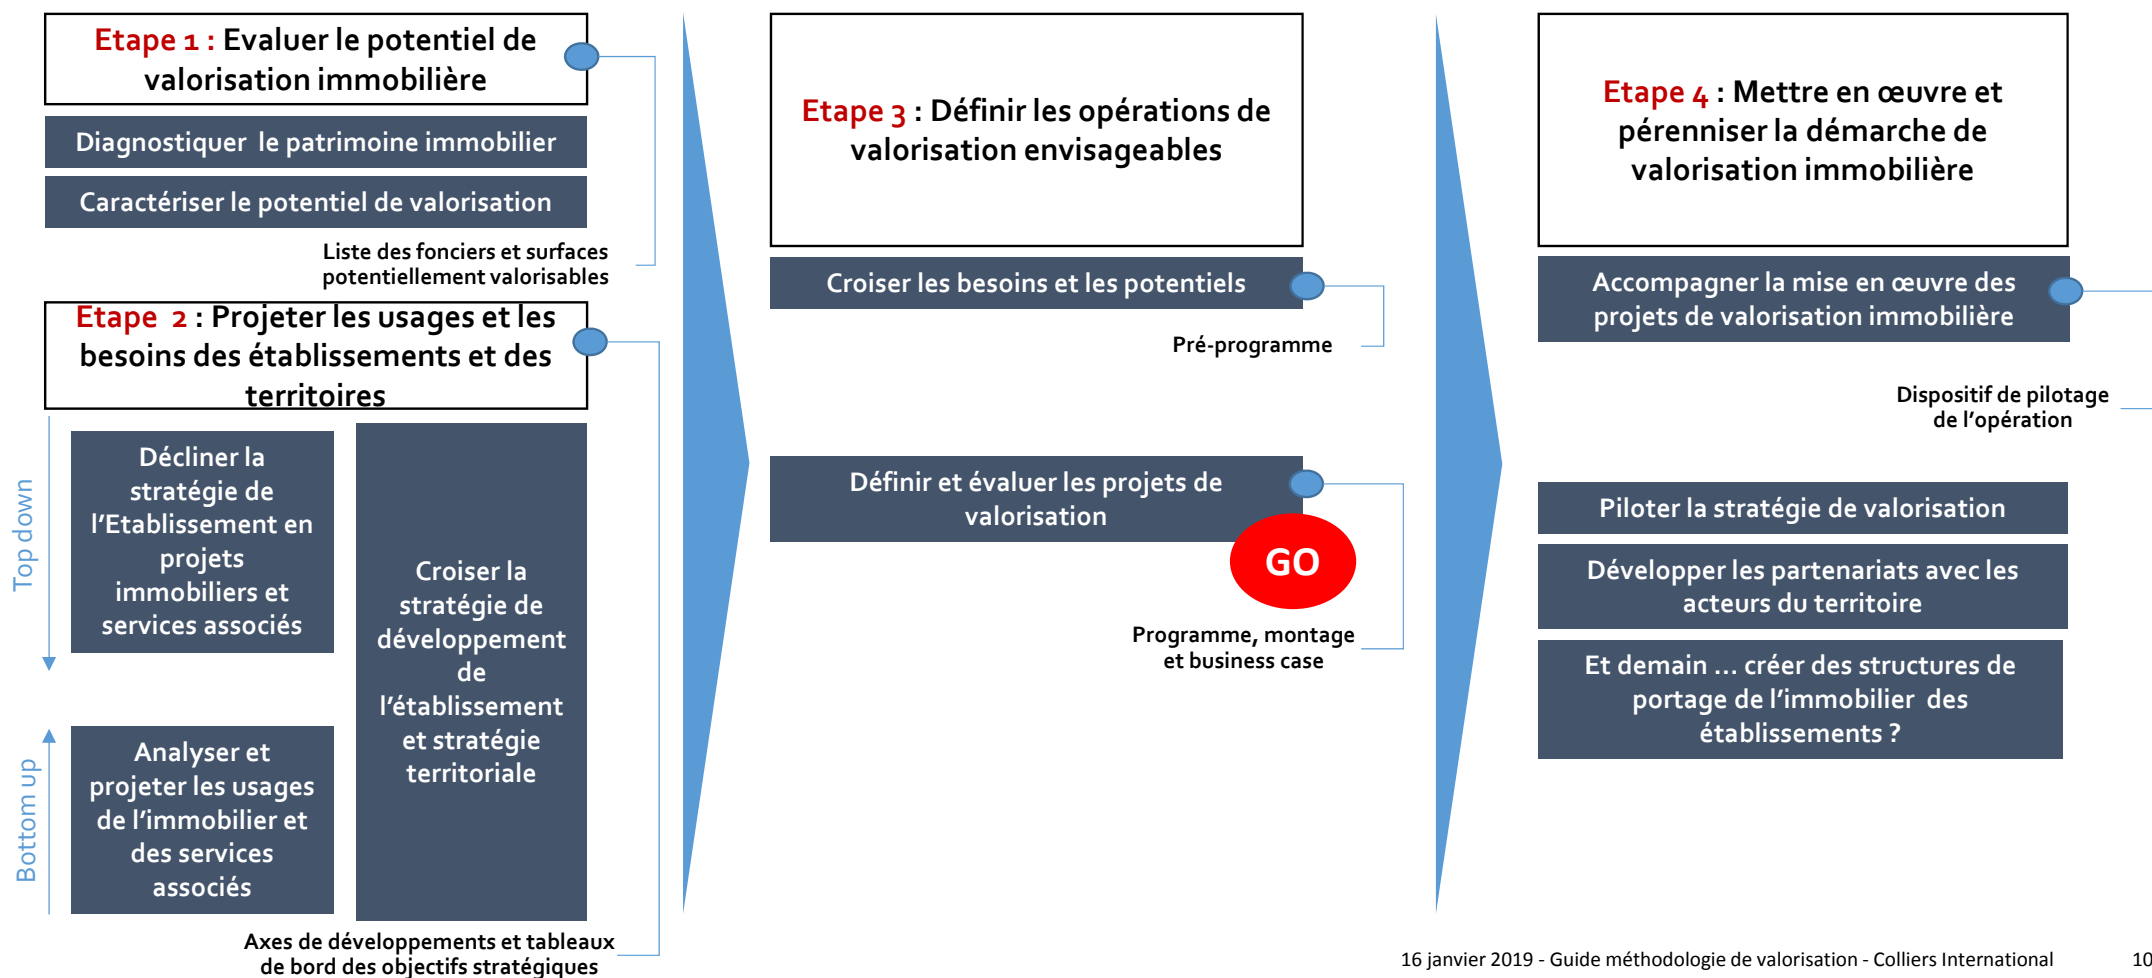 Etape 1 : Evaluer le potentiel de
valorisation immobilière
Diagnostiquer le patrimoine immobilier
Caractériser le potentiel de valorisation
Liste des fonciers et surfaces
potentiellement valorisables
Etape 2 : Projeter les usages et les
besoins des établissements et des
territoires
Top down
Décliner la
stratégie de
l'Etablissement en
projets
immobiliers et
services associés
Bottom up
Analyser et
projeter les usages
de l'immobilier et
des services
associés
Croiser la
stratégie de
développement
de
l'établissement
et stratégie
territoriale
Axes de développements et tableaux
de bord des objectifs stratégiques
Etape 3 : Définir les opérations de
valorisation envisageables
Croiser les besoins et les potentiels
Pré-programme
Définir et évaluer les projets de
valorisation
GO
Programme, montage
et business case
Etape 4 : Mettre en œuvre et
pérenniser la démarche de
valorisation immobilière
Accompagner la mise en œuvre des
projets de valorisation immobilière
Dispositif de pilotage
de l'opération
Piloter la stratégie de valorisation
Développer les partenariats avec les
acteurs du territoire
Et demain … créer des structures de
portage de l'immobilier des
établissements ?
16 janvier 2019 - Guide méthodologie de valorisation - Colliers International
10